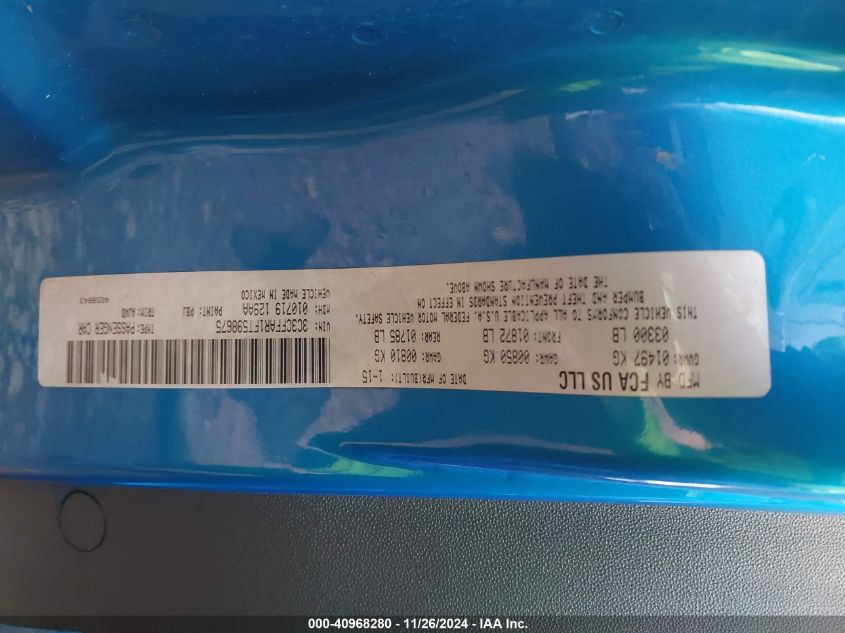 MFD BY FCA US LLC
DATE OF MFR(BUILT): 1-15
GVWR: 01497 KG
GAWR: 00850 KG
GAWR: 00810 KG
03300 LB
FRONT: 01872 LB
REAR: 01785 LB
THIS VEHICLE CONFORMS TO ALL APPLICABLE U.S.A. FEDERAL MOTOR VEHICLE SAFETY,
BUMPER AND THEFT PREVENTION STANDARDS IN EFFECT ON
THE DATE OF MANUFACTURE SHOWN ABOVE.
VIN: 3C3CFFAR1FT598675
TYPE: PASSENGER CAR
MDH: 010719 129AA
PAINT: PBJ
VEHICLE MADE IN MEXICO
4658843
000-40968280 - 11/26/2024 - IAA Inc.